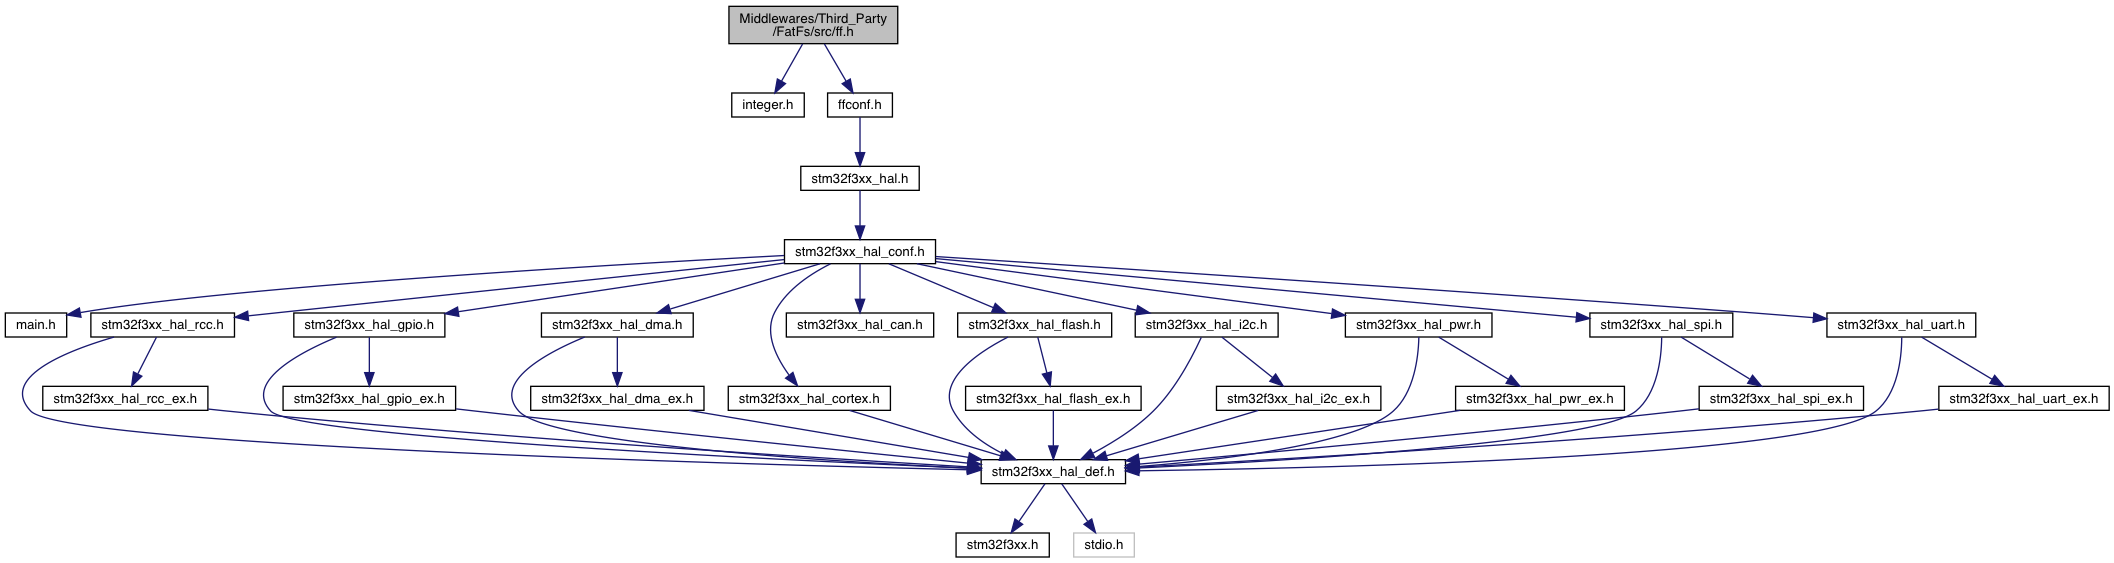 Middlewares/Third_Party
/FatFs/src/ff.h
integer.h
ffconf.h
stm32f3xx_hal.h
stm32f3xx_hal_conf.h
main.h
stm32f3xx_hal_rcc.h
stm32f3xx_hal_gpio.h
stm32f3xx_hal_dma.h
stm32f3xx_hal_can.h
stm32f3xx_hal_flash.h
stm32f3xx_hal_i2c.h
stm32f3xx_hal_pwr.h
stm32f3xx_hal_spi.h
stm32f3xx_hal_uart.h
stm32f3xx_hal_rcc_ex.h
stm32f3xx_hal_gpio_ex.h
stm32f3xx_hal_dma_ex.h
stm32f3xx_hal_cortex.h
stm32f3xx_hal_flash_ex.h
stm32f3xx_hal_i2c_ex.h
stm32f3xx_hal_pwr_ex.h
stm32f3xx_hal_spi_ex.h
stm32f3xx_hal_uart_ex.h
stm32f3xx_hal_def.h
stm32f3xx.h
stdio.h